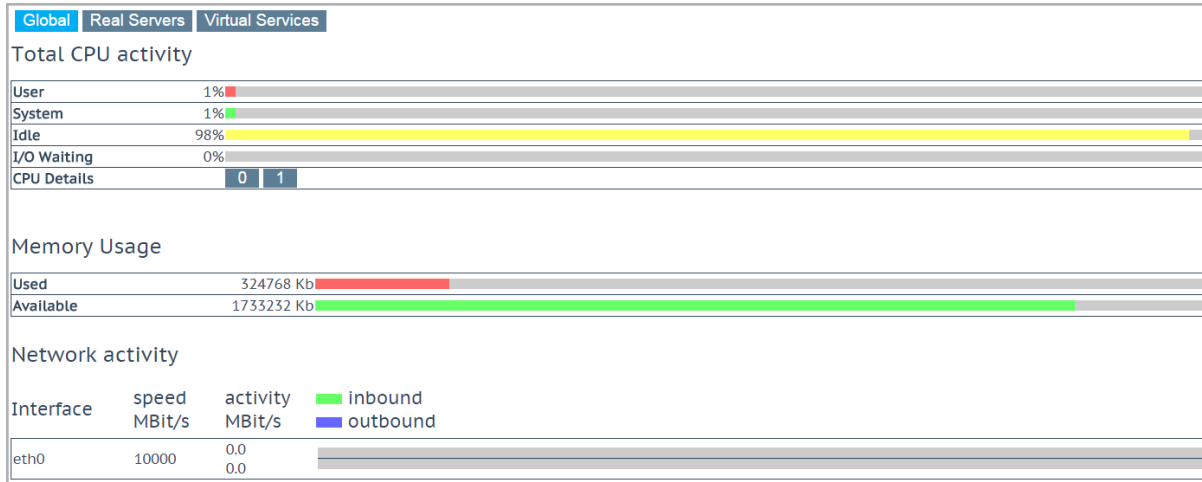 Global Real Servers Virtual Services
Total CPU activity
User 1%
System 1%
Idle 98%
I/O Waiting 0%
CPU Details 0 1
Memory Usage
Used 324768 Kb
Available 1733232 Kb
Network activity
Interface speed MBit/s activity MBit/s inbound outbound
eth0 10000 0.0
0.0